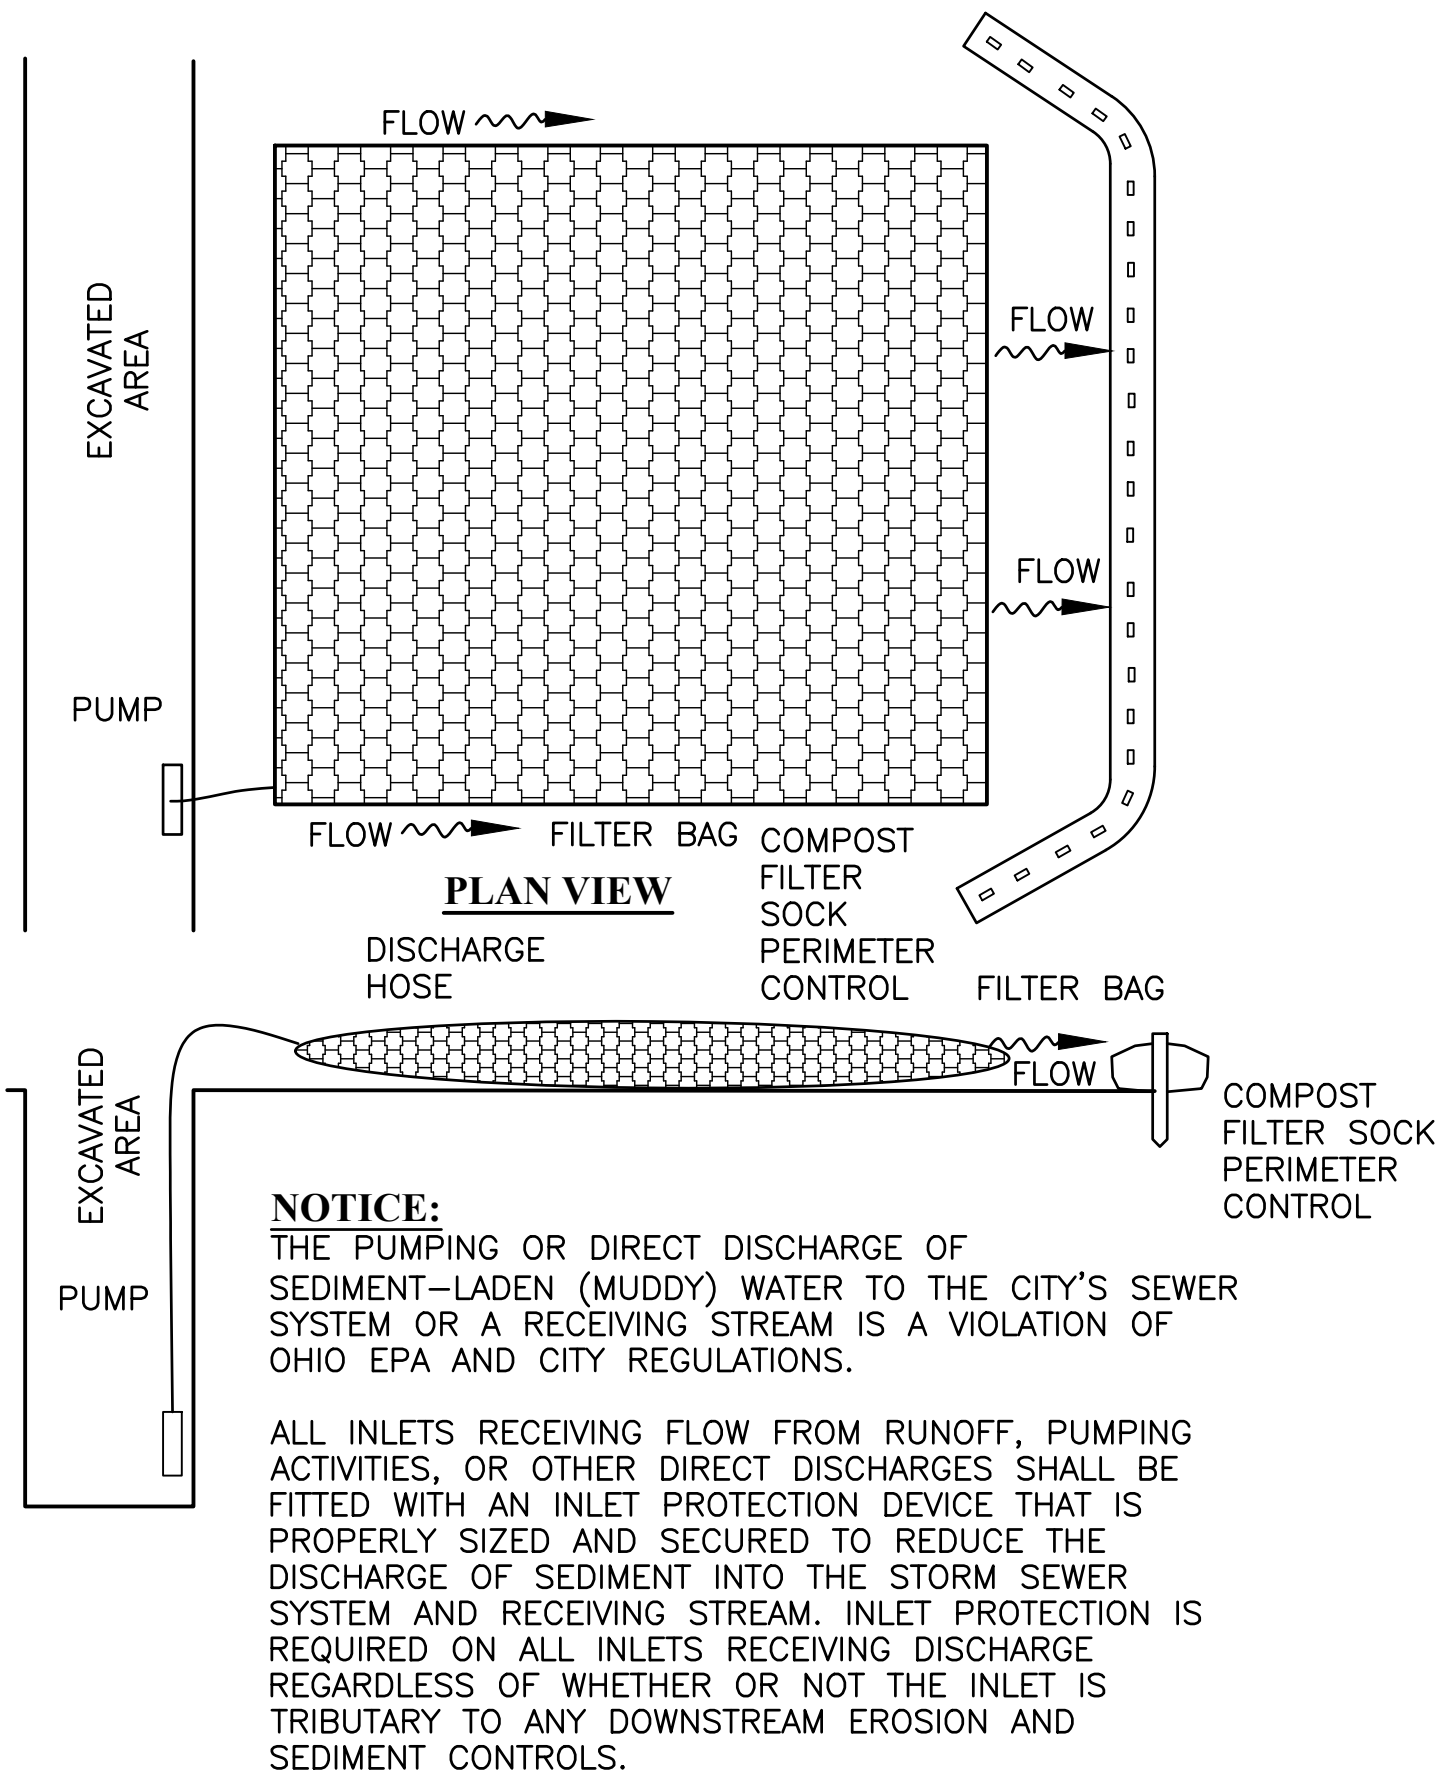 FLOW
EXCAVATED
AREA
FLOW
FLOW
PUMP
FLOW
FILTER BAG
COMPOST
FILTER
SOCK
PERIMETER
CONTROL
PLAN VIEW
DISCHARGE
HOSE
FILTER BAG
EXCAVATED
AREA
FLOW
COMPOST
FILTER SOCK
PERIMETER
CONTROL
PUMP
NOTICE:
THE PUMPING OR DIRECT DISCHARGE OF
SEDIMENT-LADEN (MUDDY) WATER TO THE CITY'S SEWER
SYSTEM OR A RECEIVING STREAM IS A VIOLATION OF
OHIO EPA AND CITY REGULATIONS.
ALL INLETS RECEIVING FLOW FROM RUNOFF, PUMPING
ACTIVITIES, OR OTHER DIRECT DISCHARGES SHALL BE
FITTED WITH AN INLET PROTECTION DEVICE THAT IS
PROPERLY SIZED AND SECURED TO REDUCE THE
DISCHARGE OF SEDIMENT INTO THE STORM SEWER
SYSTEM AND RECEIVING STREAM. INLET PROTECTION IS
REQUIRED ON ALL INLETS RECEIVING DISCHARGE
REGARDLESS OF WHETHER OR NOT THE INLET IS
TRIBUTARY TO ANY DOWNSTREAM EROSION AND
SEDIMENT CONTROLS.